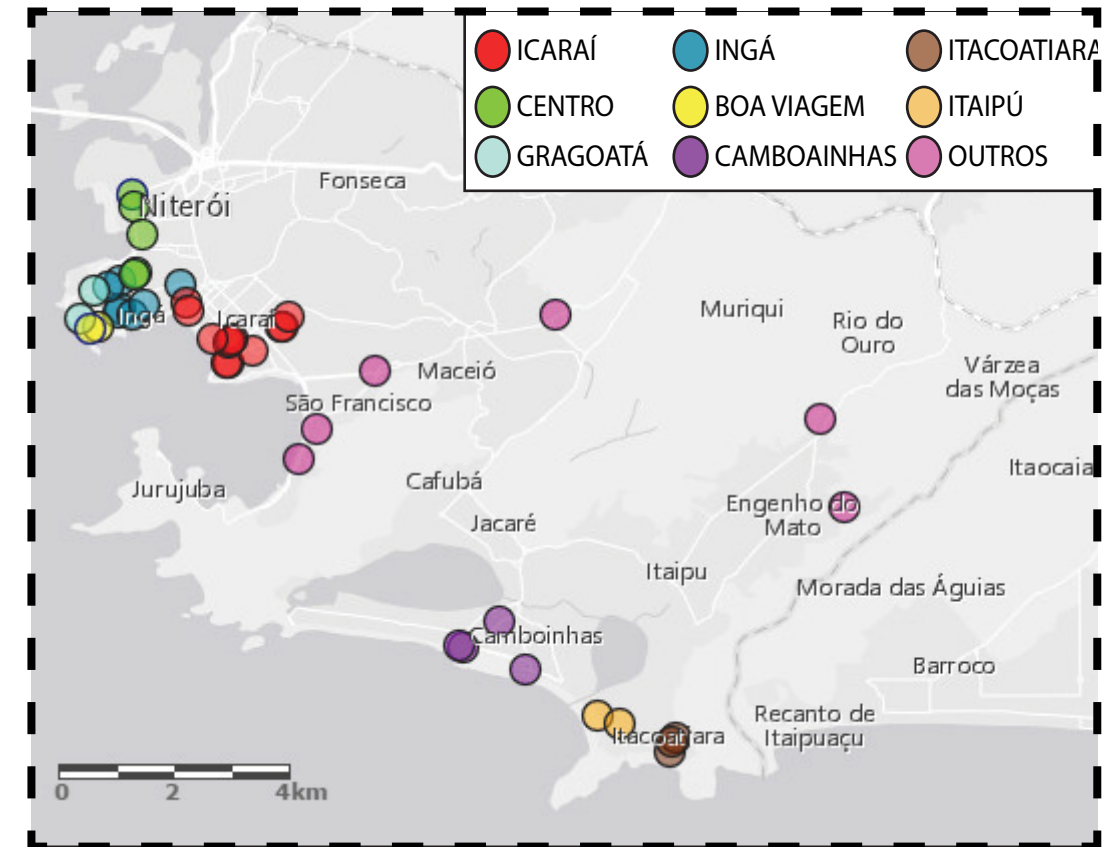 ICARAÍ INGÁ ITACOATIARA
CENTRO BOA VIAGEM ITAIPÚ
GRAGOATÁ CAMBOAINHAS OUTROS
Fonseca
Niterói
Ingá
Icaraí
Muriqui
Rio do
Ouro
Maceió
Várzea
das Moças
São Francisco
Itaocaia
Cafubá
Jurujuba
Engenho do
Mato
Jacaré
Itaipu
Morada das Águias
Camboinhas
Barroco
Recanto de
Itaipuaçu
Itacoatiara
0 2 4km